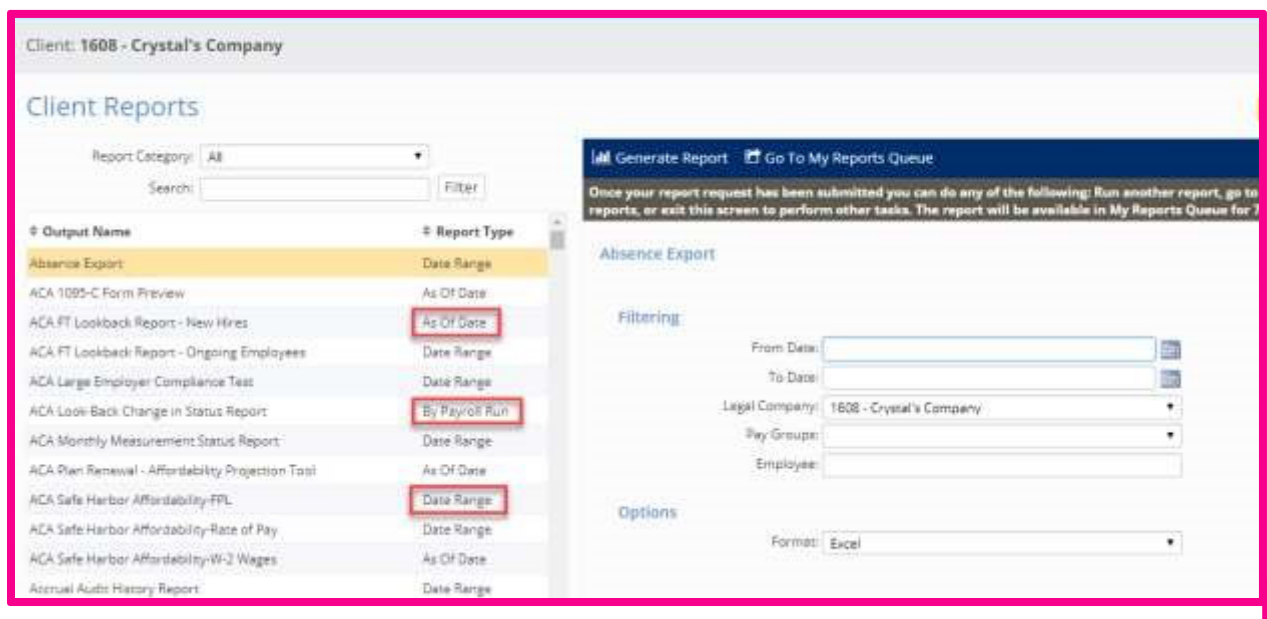 Client: 1608 - Crystal's Company
Client Reports
Report Category: All
Search: Filter
Output Name Report Type
Absence Export Date Range
ACA 1095-C Form Preview As Of Date
ACA FT Lookback Report - New Hires As Of Date
ACA FT Lookback Report - Ongoing Employees Date Range
ACA Large Employer Compliance Test Date Range
ACA Look-Back Change in Status Report By Payroll Run
ACA Monthly Measurement Status Report Date Range
ACA Plan Renewal - Affordability Projection Tool As Of Date
ACA Safe Harbor Affordability-FPL Date Range
ACA Safe Harbor Affordability-Rate of Pay Date Range
ACA Safe Harbor Affordability-W-2 Wages As Of Date
Accrual Audit History Report Date Range
Generate Report Go To My Reports Queue
Once your report request has been submitted you can do any of the following: Run another report, go to
reports, or exit this screen to perform other tasks. The report will be available in My Reports Queue for 7
Absence Export
Filtering
From Date:
To Date:
Legal Company: 1608 - Crystal's Company
Pay Groups:
Employee:
Options
Format: Excel